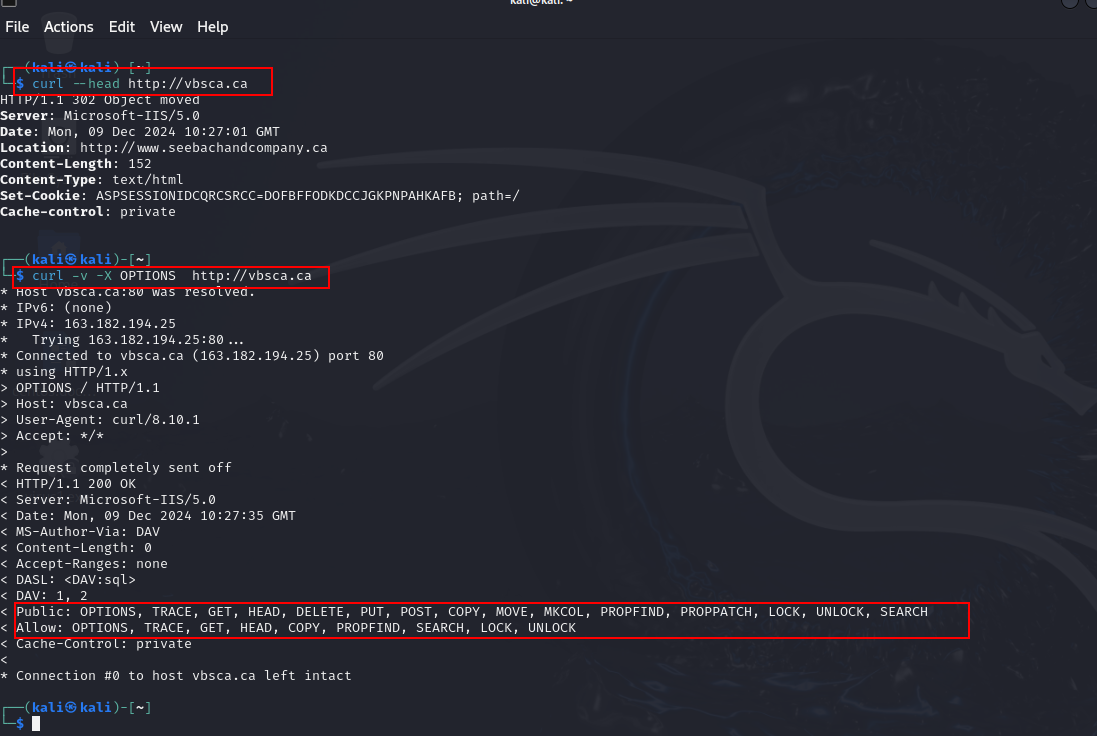 kali@kali: ~
File Actions Edit View Help
┌──(kali㉿kali)-[~]
└─$ curl --head http://vbsca.ca
HTTP/1.1 302 Object moved
Server: Microsoft-IIS/5.0
Date: Mon, 09 Dec 2024 10:27:01 GMT
Location: http://www.seebachandcompany.ca
Content-Length: 152
Content-Type: text/html
Set-Cookie: ASPSESSIONIDCQRCSRCC=DOFBFFODKDCCJGKPNPAHKAFB; path=/
Cache-control: private
┌──(kali㉿kali)-[~]
└─$ curl -v -X OPTIONS  http://vbsca.ca
* Host vbsca.ca:80 was resolved.
* IPv6: (none)
* IPv4: 163.182.194.25
*   Trying 163.182.194.25:80...
* Connected to vbsca.ca (163.182.194.25) port 80
* using HTTP/1.x
> OPTIONS / HTTP/1.1
> Host: vbsca.ca
> User-Agent: curl/8.10.1
> Accept: */*
>
* Request completely sent off
< HTTP/1.1 200 OK
< Server: Microsoft-IIS/5.0
< Date: Mon, 09 Dec 2024 10:27:35 GMT
< MS-Author-Via: DAV
< Content-Length: 0
< Accept-Ranges: none
< DASL: <DAV:sql>
< DAV: 1, 2
< Public: OPTIONS, TRACE, GET, HEAD, DELETE, PUT, POST, COPY, MOVE, MKCOL, PROPFIND, PROPPATCH, LOCK, UNLOCK, SEARCH
< Allow: OPTIONS, TRACE, GET, HEAD, COPY, PROPFIND, SEARCH, LOCK, UNLOCK
< Cache-Control: private
<
* Connection #0 to host vbsca.ca left intact
┌──(kali㉿kali)-[~]
└─$